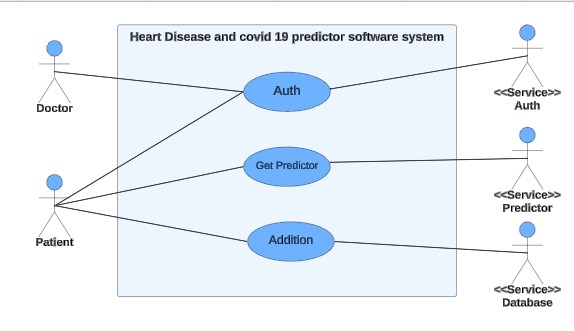 Heart Disease and covid 19 predictor software system
Doctor
Auth
<<Service>>
Auth
Get Predictor
<<Service>>
Predictor
Patient
Addition
<<Service>>
Database